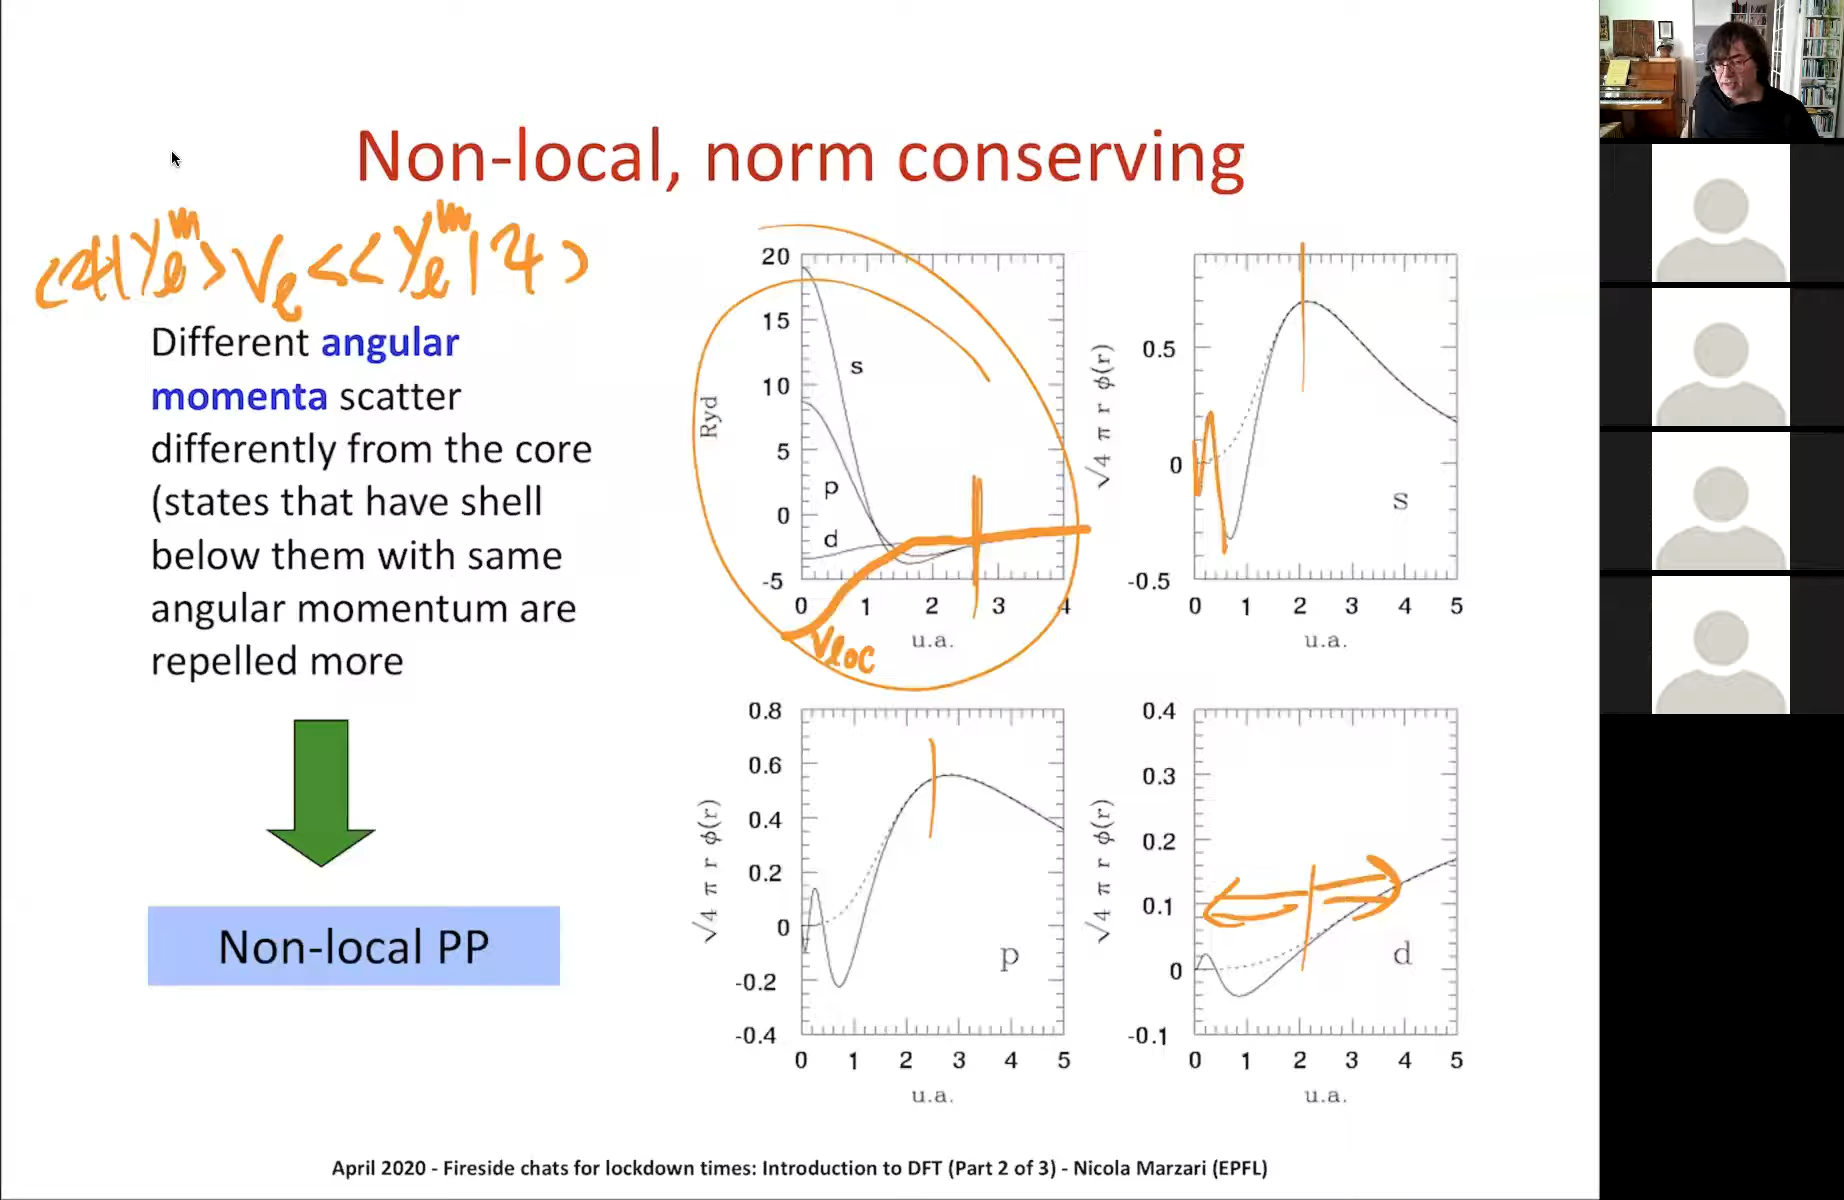 Non-local, norm conserving
<ψ|Yₗᵐ> Vₗ << Yₗᵐ|ψ>
Different angular
momenta scatter
differently from the core
(states that have shell
below them with same
angular momentum are
repelled more
Non-local PP
20
15
10
5
0
-5
Ryd
s
p
d
0 1 2 3 4
u.a.
Vloc
0.5
0
-0.5
√4 π r φ(r)
s
0 1 2 3 4 5
u.a.
0.8
0.6
0.4
0.2
0
-0.2
-0.4
√4 π r φ(r)
p
0 1 2 3 4 5
u.a.
0.4
0.3
0.2
0.1
0
-0.1
√4 π r φ(r)
d
0 1 2 3 4 5
u.a.
April 2020 - Fireside chats for lockdown times: Introduction to DFT (Part 2 of 3) - Nicola Marzari (EPFL)